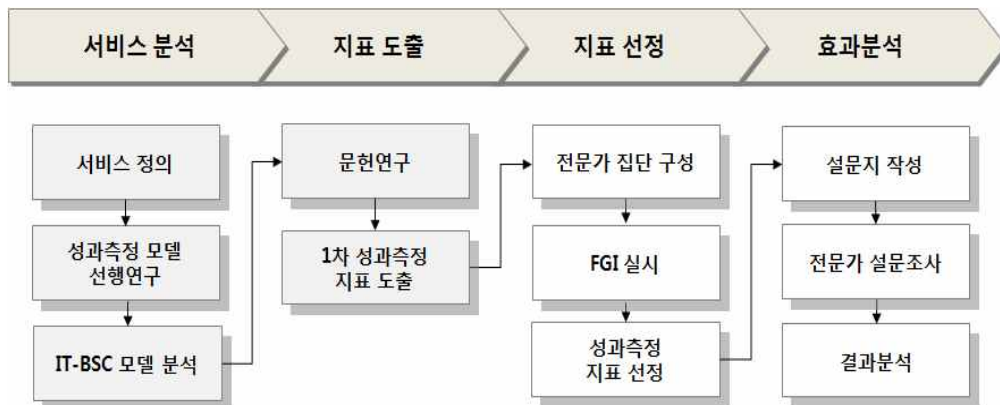 서비스 분석
지표 도출
지표 선정
효과분석
서비스 정의
성과측정 모델
선행연구
IT-BSC 모델 분석
문헌연구
1차 성과측정
지표 도출
전문가 집단 구성
FGI 실시
성과측정
지표 선정
설문지 작성
전문가 설문조사
결과분석